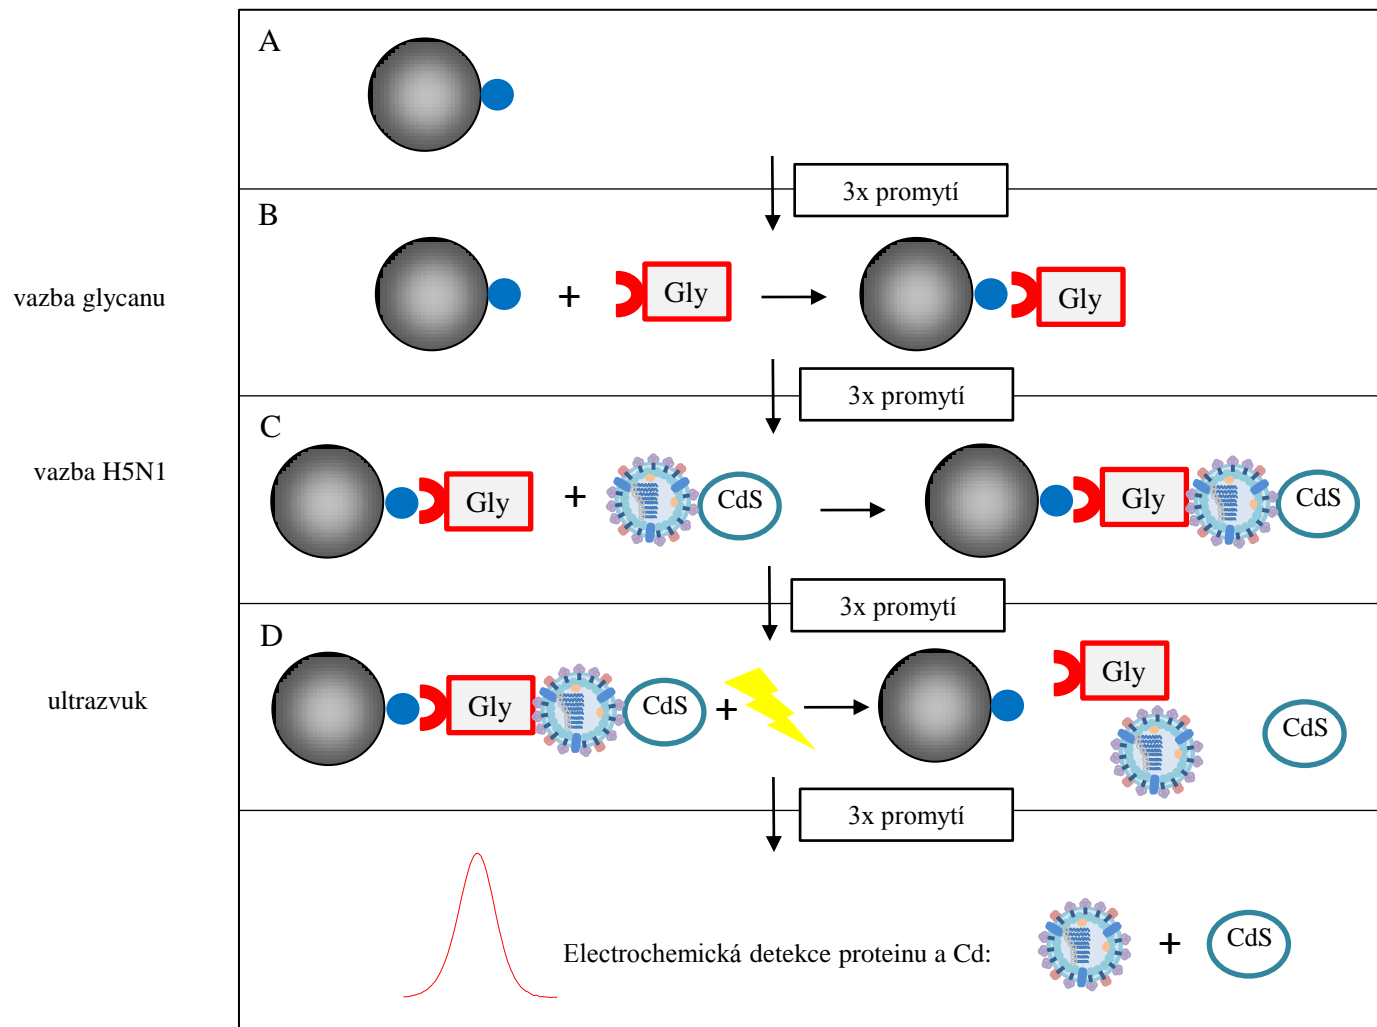 A
3x promytí
B
vazba glycanu
+ Gly Gly
3x promytí
C
vazba H5N1
Gly + CdS Gly CdS
3x promytí
D
ultrazvuk
Gly CdS + Gly
CdS
3x promytí
Electrochemická detekce proteinu a Cd: + CdS